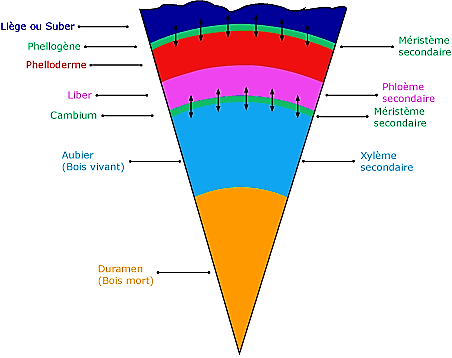 Liège ou Suber
Phellogène
Phelloderme
Liber
Cambium
Aubier
(Bois vivant)
Duramen
(Bois mort)
Méristème
secondaire
Phloème
secondaire
Méristème
secondaire
Xylème
secondaire